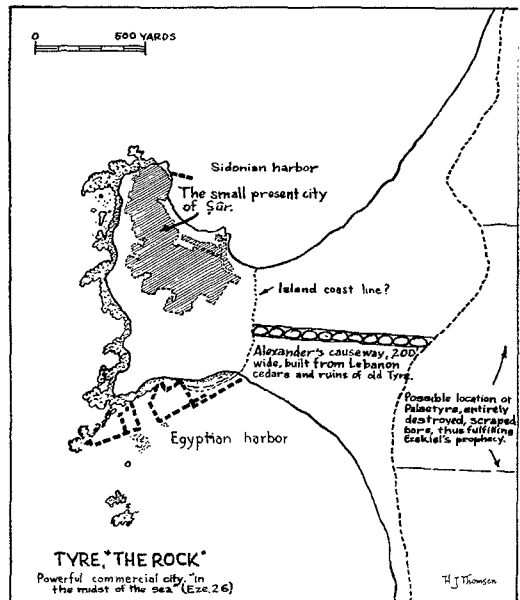 0 500 YARDS
Sidonian harbor
The small present city
of Ṣûr.
Island coast line?
Alexander's causeway, 200'
wide, built from Lebanon
cedars and ruins of old Tyre.
Possible location or
Palaetyre, entirely
destroyed, scraped
bare, thus fulfilling
Ezekiel's prophecy.
Egyptian harbor
TYRE, "THE ROCK"
Powerful commercial city, "in
the midst of the sea" (Eze. 26)
H J Thomsen